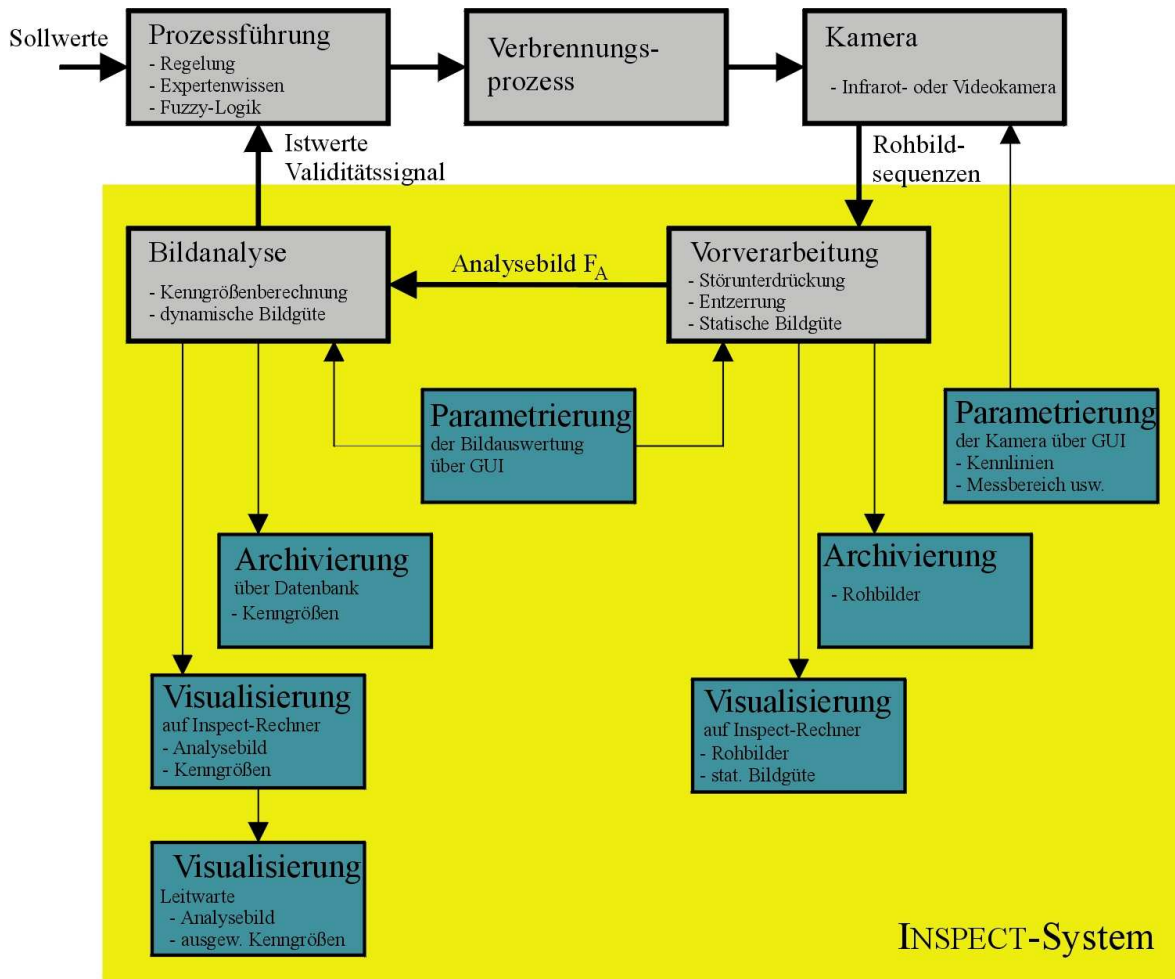 Sollwerte
Prozessführung
- Regelung
- Expertenwissen
- Fuzzy-Logik
Verbrennungs-
prozess
Kamera
- Infrarot- oder Videokamera
Istwerte
Validitätssignal
Rohbild-
sequenzen
Bildanalyse
- Kenngrößenberechnung
- dynamische Bildgüte
Analysebild FA
Vorverarbeitung
- Störunterdrückung
- Entzerrung
- Statische Bildgüte
Parametrierung
der Bildauswertung
über GUI
Parametrierung
der Kamera über GUI
- Kennlinien
- Messbereich usw.
Archivierung
über Datenbank
- Kenngrößen
Archivierung
- Rohbilder
Visualisierung
auf Inspect-Rechner
- Analysebild
- Kenngrößen
Visualisierung
auf Inspect-Rechner
- Rohbilder
- stat. Bildgüte
Visualisierung
Leitwarte
- Analysebild
- ausgew. Kenngrößen
INSPECT-System